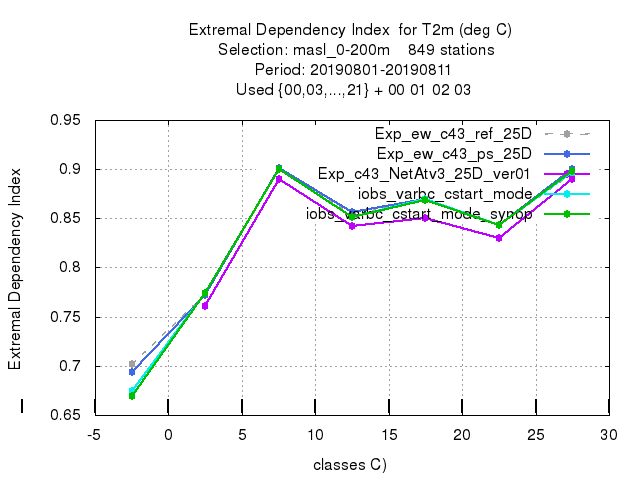 Extremal Dependency Index for T2m (deg C)
Selection: masl_0-200m 849 stations
Period: 20190801-20190811
Used {00,03,...,21} + 00 01 02 03
Exp_ew_c43_ref_25D
Exp_ew_c43_ps_25D
Exp_c43_NetAtv3_25D_ver01
iobs_varbc_cstart_mode
iobs_varbc_cstart_mode_synop
Extremal Dependency Index
0.95
0.9
0.85
0.8
0.75
0.7
0.65
-5 0 5 10 15 20 25 30
classes C)